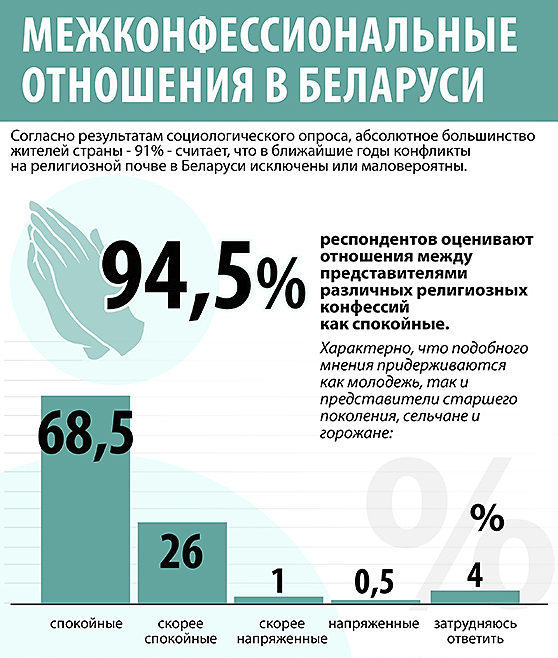 МЕЖКОНФЕССИОНАЛЬНЫЕ
ОТНОШЕНИЯ В БЕЛАРУСИ
Согласно результатам социологического опроса, абсолютное большинство
жителей страны - 91% - считает, что в ближайшие годы конфликты
на религиозной почве в Беларуси исключены или маловероятны.
94,5%
респондентов оценивают
отношения между
представителями
различных религиозных
конфессий
как спокойные.
Характерно, что подобного
мнения придерживаются
как молодежь, так и
представители старшего
поколения, сельчане и
горожане:
%
%
68,5
26
1
0,5
4
спокойные
скорее
спокойные
скорее
напряженные
напряженные
затрудняюсь
ответить